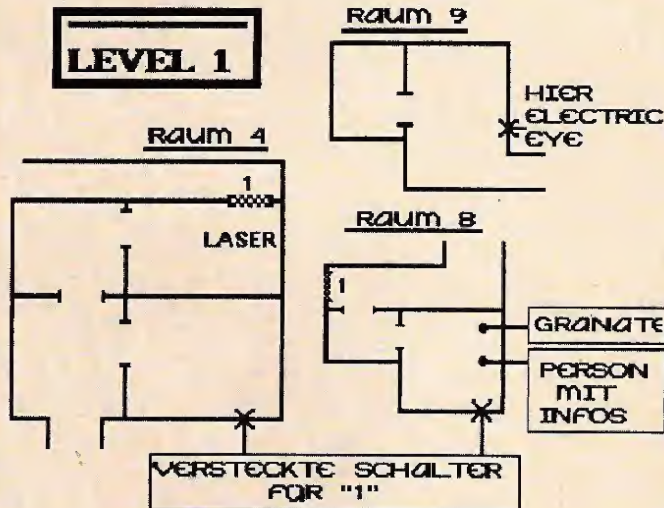 LEVEL 1
RAUM 9
HIER
ELECTRIC
EYE
RAUM 4
1
LASER
RAUM 8
1
GRANATE
PERSON
MIT
INFOS
VERSTECKTE SCHALTER
FÜR "1"